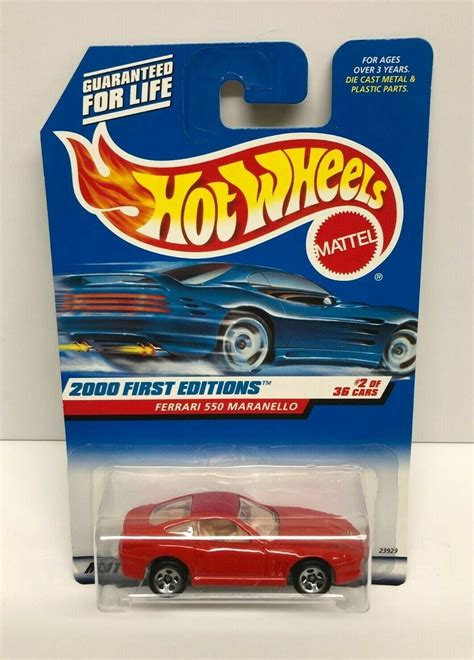 GUARANTEED
FOR LIFE
FOR AGES
OVER 3 YEARS.
DIE CAST METAL &
PLASTIC PARTS.
HOT WHEELS
MATTEL
®
2000 FIRST EDITIONS™
#2 OF
36 CARS
FERRARI 550 MARANELLO
23923